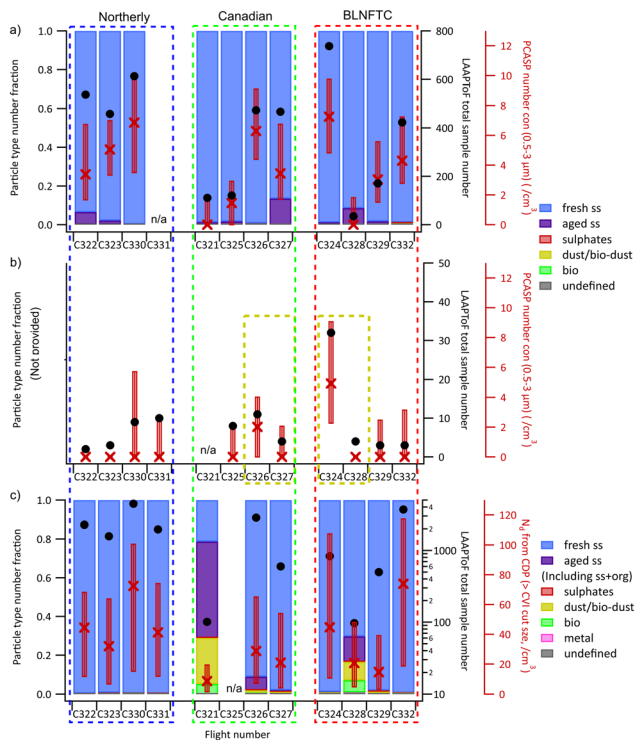 Northerly Canadian BLNFTC
a)
Particle type number fraction
1.0
0.8
0.6
0.4
0.2
0.0
n/a
C322 C323 C330 C331
C321 C325 C326 C327
C324 C328 C329 C332
800
600
400
200
0
LAAPToF total sample number
12
10
8
6
4
2
0
PCASP number con (0.5-3 µm) ( /cm³)
fresh ss
aged ss
sulphates
dust/bio-dust
bio
undefined
b)
Particle type number fraction
(Not provided)
n/a
C322 C323 C330 C331
C321 C325 C326 C327
C324 C328 C329 C332
50
40
30
20
10
0
LAAPToF total sample number
12
10
8
6
4
2
0
PCASP number con (0.5-3 µm) ( /cm³)
c)
Particle type number fraction
1.0
0.8
0.6
0.4
0.2
0.0
n/a
C322 C323 C330 C331
C321 C325 C326 C327
C324 C328 C329 C332
4
2
1000
6
4
2
100
6
4
2
10
LAAPToF total sample number
120
100
80
60
40
20
0
Nd from CDP (> CVI cut size, /cm³)
fresh ss
aged ss
(Including ss+org)
sulphates
dust/bio-dust
bio
metal
undefined
Flight number